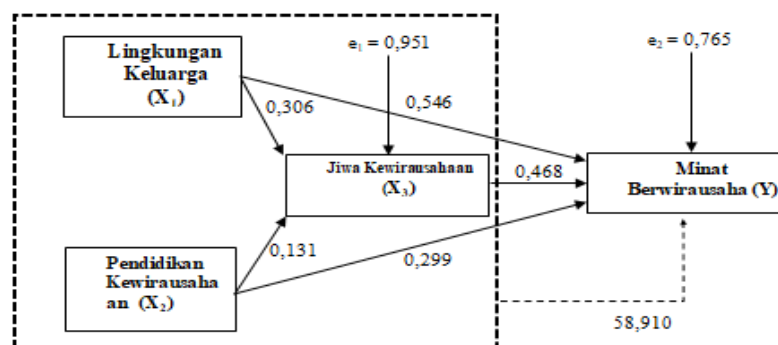 Lingkungan
Keluarga
(X₁)
e₁ = 0,951
e₂ = 0,765
0,306
0,546
Jiwa Kewirausahaan
(X₃)
0,468
Minat
Berwirausaha (Y)
0,131
0,299
Pendidikan
Kewirausaha
an (X₂)
58,910